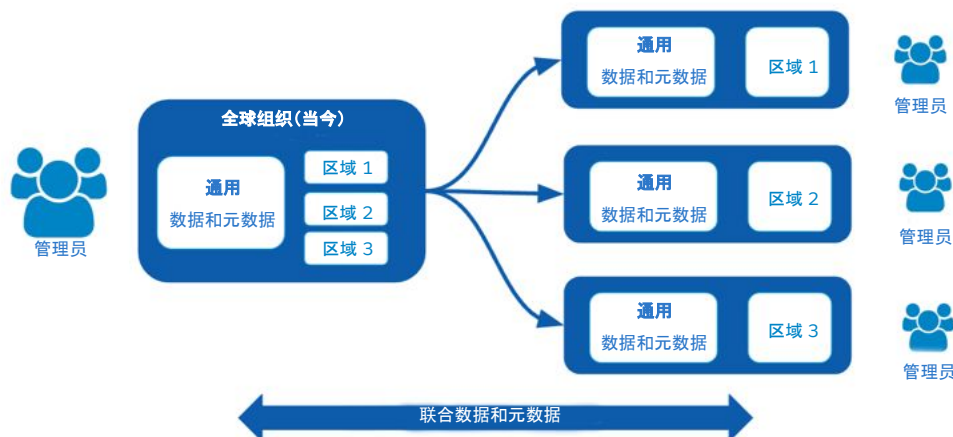 管理员
全球组织(当今)
通用
数据和元数据
区域 1
区域 2
区域 3
通用
数据和元数据
区域 1
管理员
通用
数据和元数据
区域 2
管理员
通用
数据和元数据
区域 3
管理员
联合数据和元数据